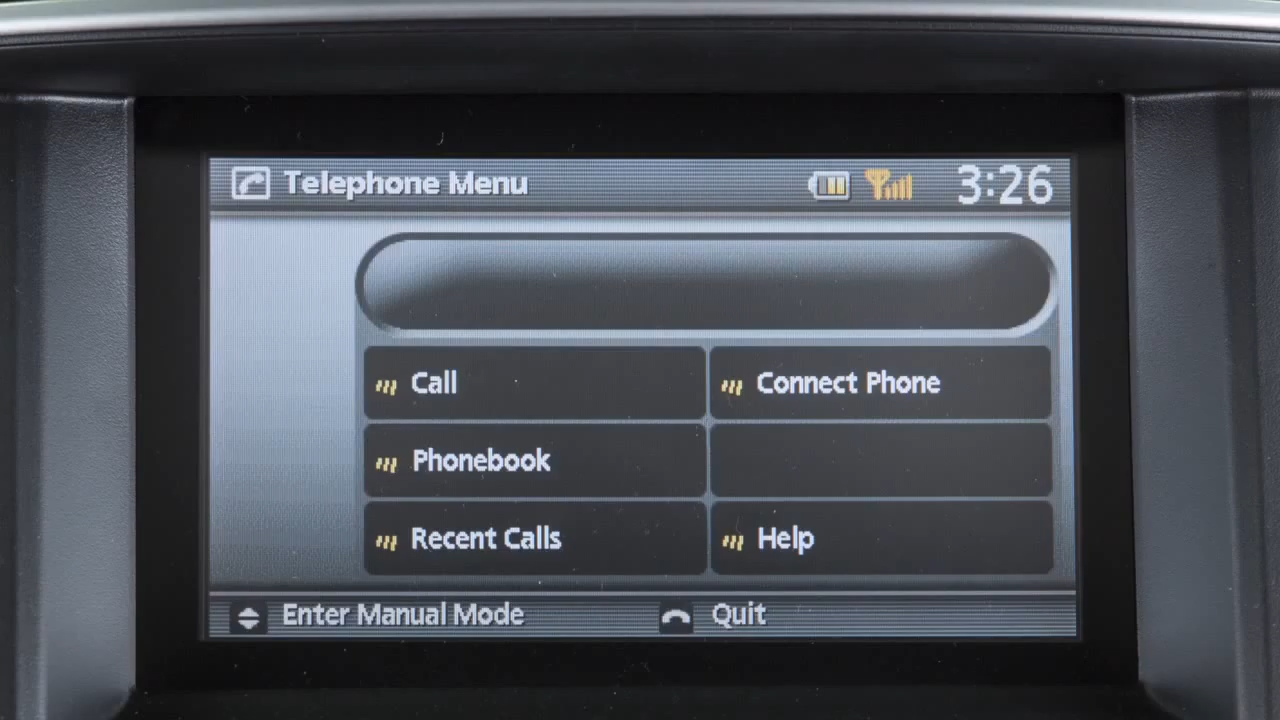 Telephone Menu 3:26
Call
Connect Phone
Phonebook
Recent Calls
Help
Enter Manual Mode
Quit